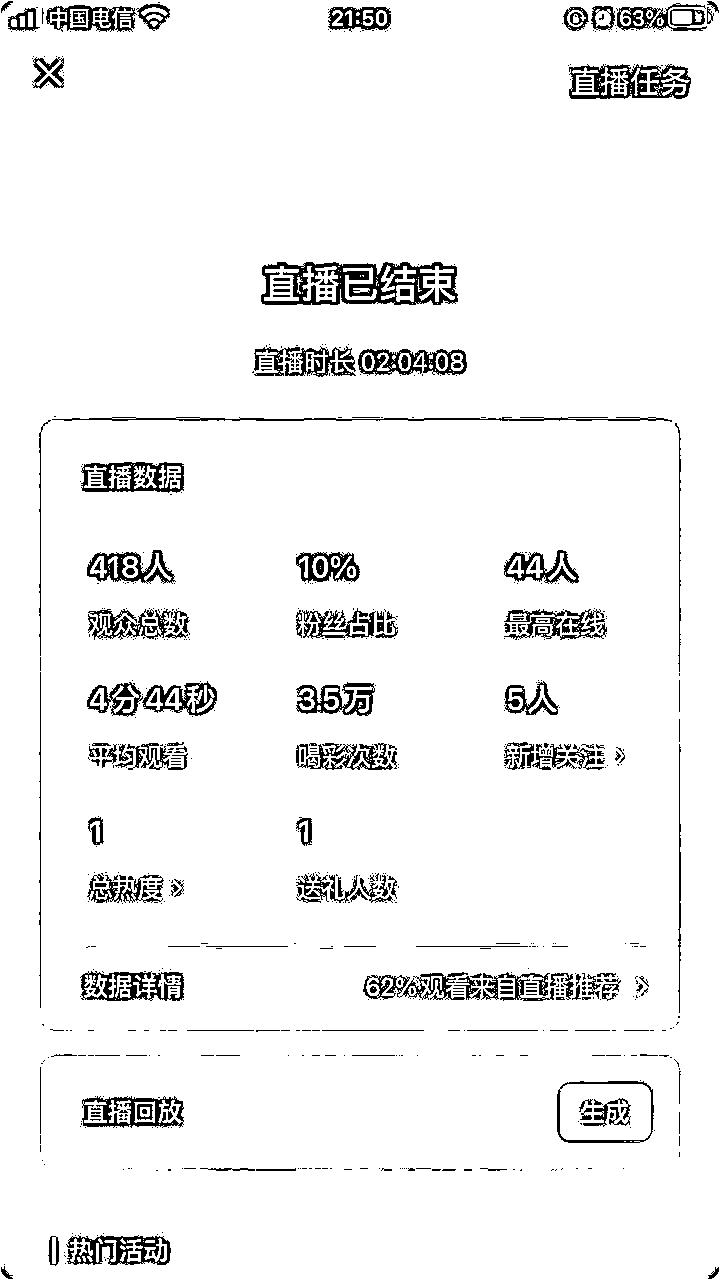 中国电信 21:50 63%
直播任务
直播已结束
直播时长 02:04:08
直播数据
418人 10% 44人
观众总数 粉丝占比 最高在线
4分44秒 3.5万 5人
平均观看 喝彩次数 新增关注 >
1 1
总热度 > 送礼人数
数据详情 62%观看来自直播推荐 >
直播回放 生成
热门活动